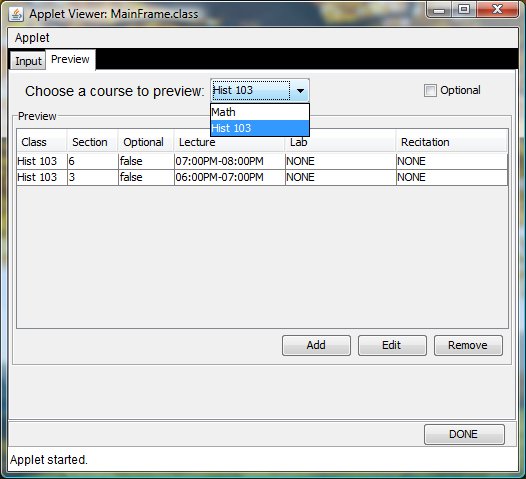 Applet Viewer: MainFrame.class
Applet
Input Preview
Choose a course to preview: Hist 103 Optional
Math
Hist 103
Preview
Class Section Optional Lecture Lab Recitation
Hist 103 6 false 07:00PM-08:00PM NONE NONE
Hist 103 3 false 06:00PM-07:00PM NONE NONE
Add Edit Remove
DONE
Applet started.